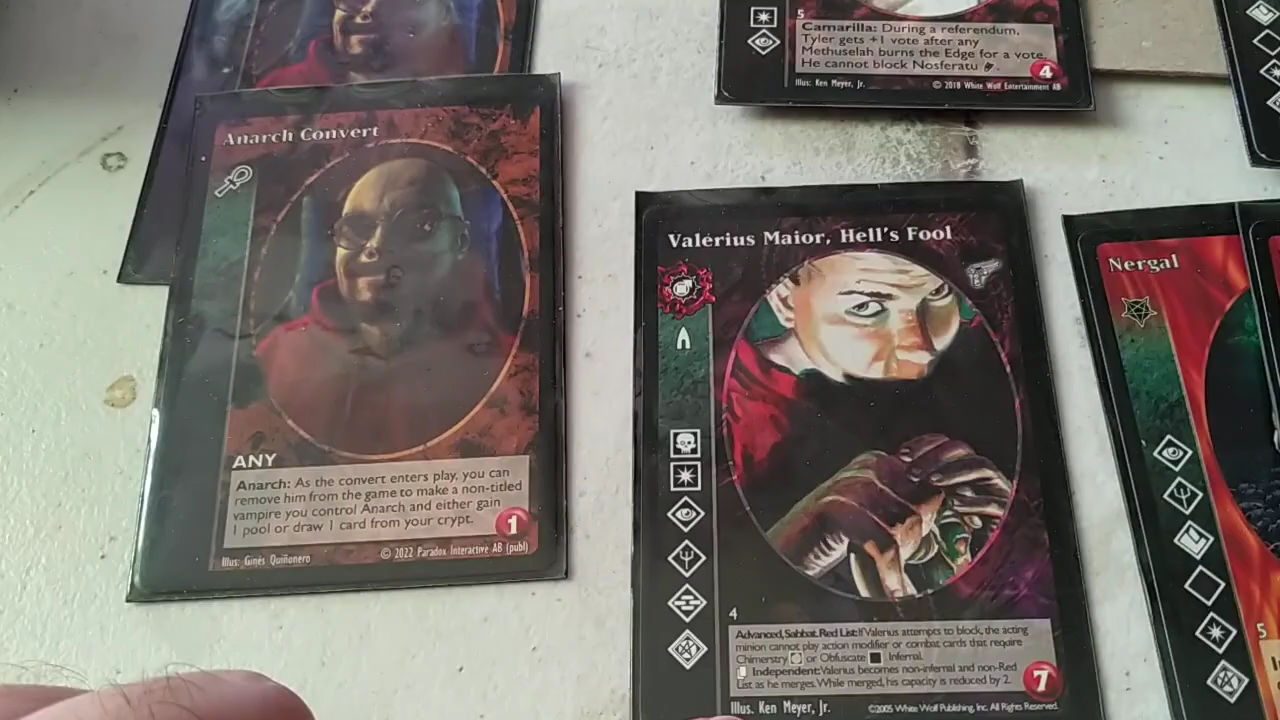 5
Camarilla: During a referendum,
Tyler gets +1 vote after any
Methuselah burns the Edge for a vote.
He cannot block Nosferatu
4
Illus: Ken Meyer, Jr.
© 2018 White Wolf Entertainment AB
Anarch Convert
ANY
Anarch: As the convert enters play, you can
remove him from the game to make a non-titled
vampire you control Anarch and either gain
1 pool or draw 1 card from your crypt.
1
Illus: Ginés Quiñonero
© 2022 Paradox Interactive AB (publ)
Valerius Maior, Hell's Fool
4
Advanced, Sabbat. Red List: If Valerius attempts to block, the acting
minion cannot play action modifier or combat cards that require
Chimerstry or Obfuscate Infernal.
Independent: Valerius becomes non-infernal and non-Red
List as he merges. While merged, his capacity is reduced by 2.
7
Illus. Ken Meyer, Jr.
©2005 White Wolf Publishing, Inc. All Rights Reserved.
Nergal
5